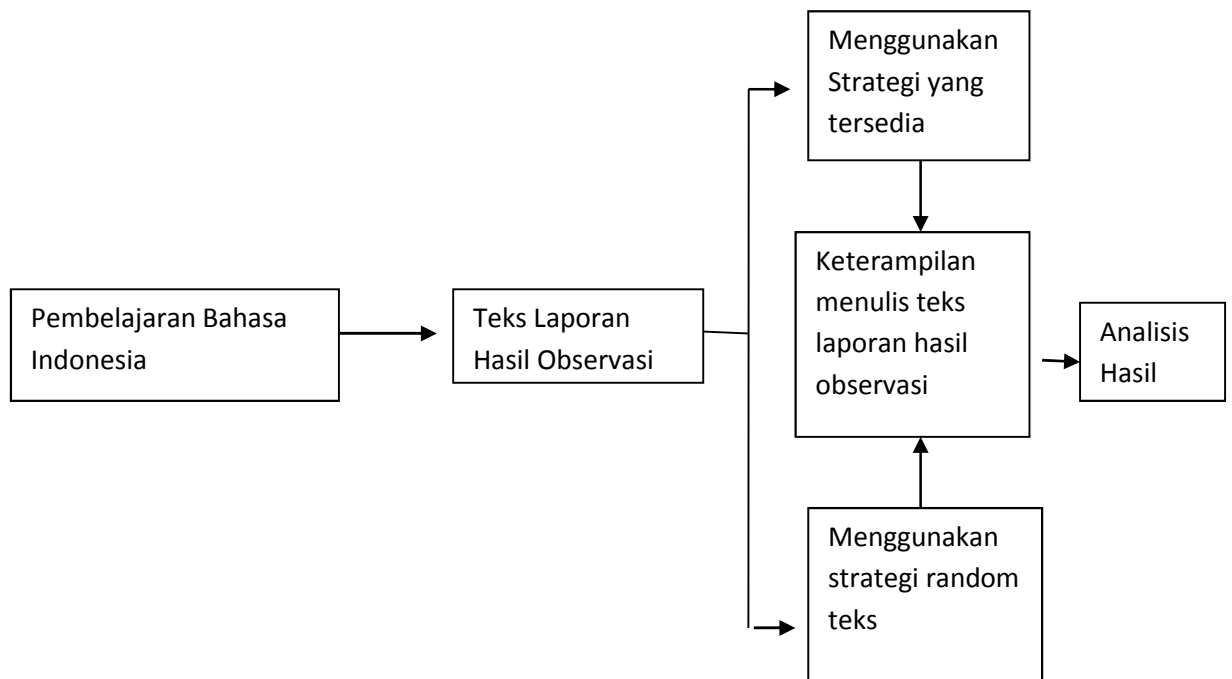 Pembelajaran Bahasa
Indonesia
Teks Laporan
Hasil Observasi
Menggunakan
Strategi yang
tersedia
Keterampilan
menulis teks
laporan hasil
observasi
Menggunakan
strategi random
teks
Analisis
Hasil